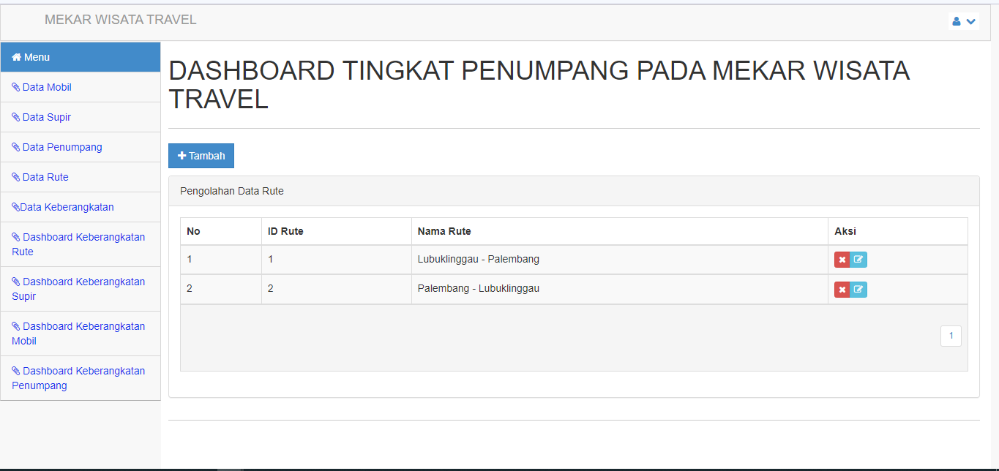 MEKAR WISATA TRAVEL
Menu
Data Mobil
Data Supir
Data Penumpang
Data Rute
Data Keberangkatan
Dashboard Keberangkatan
Rute
Dashboard Keberangkatan
Supir
Dashboard Keberangkatan
Mobil
Dashboard Keberangkatan
Penumpang
DASHBOARD TINGKAT PENUMPANG PADA MEKAR WISATA
TRAVEL
Tambah
Pengolahan Data Rute
No ID Rute Nama Rute Aksi
1 1 Lubuklinggau - Palembang
2 2 Palembang - Lubuklinggau
1